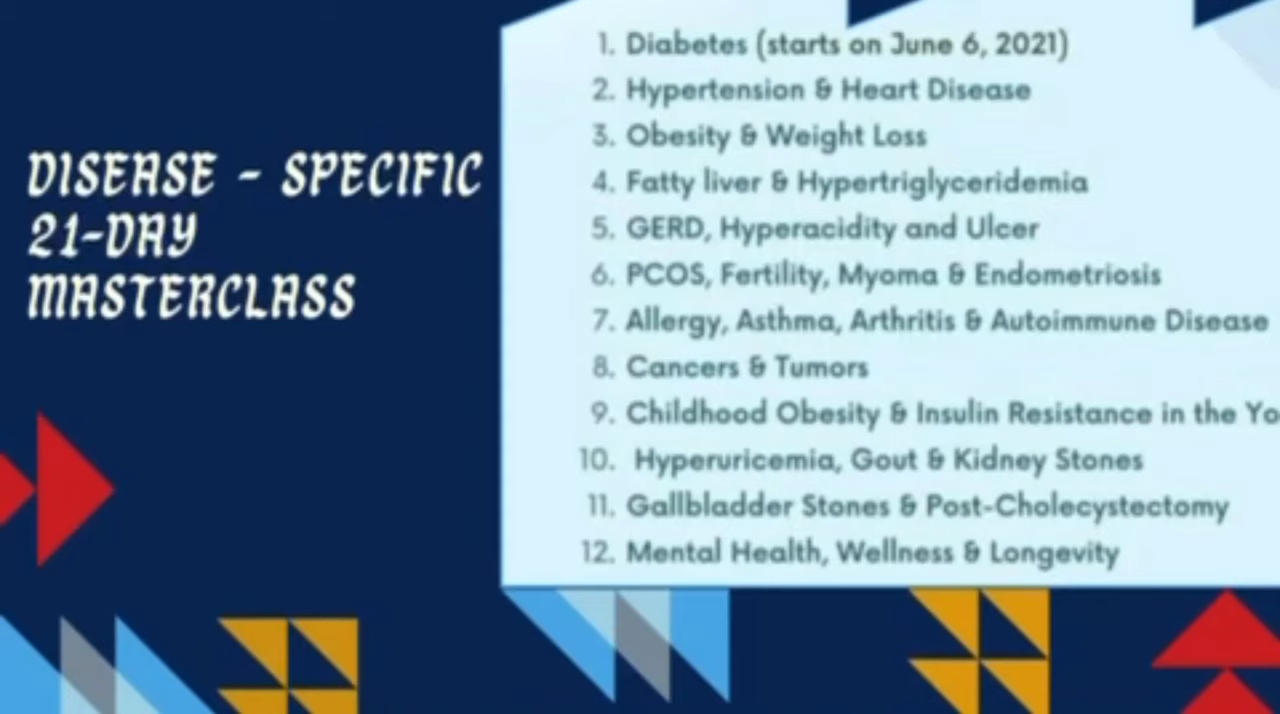 DISEASE - SPECIFIC
21-DAY
MASTERCLASS
1. Diabetes (starts on June 6, 2021)
2. Hypertension & Heart Disease
3. Obesity & Weight Loss
4. Fatty liver & Hypertriglyceridemia
5. GERD, Hyperacidity and Ulcer
6. PCOS, Fertility, Myoma & Endometriosis
7. Allergy, Asthma, Arthritis & Autoimmune Disease
8. Cancers & Tumors
9. Childhood Obesity & Insulin Resistance in the
10. Hyperuricemia, Gout & Kidney Stones
11. Gallbladder Stones & Post-Cholecystectomy
12. Mental Health, Wellness & Longevity